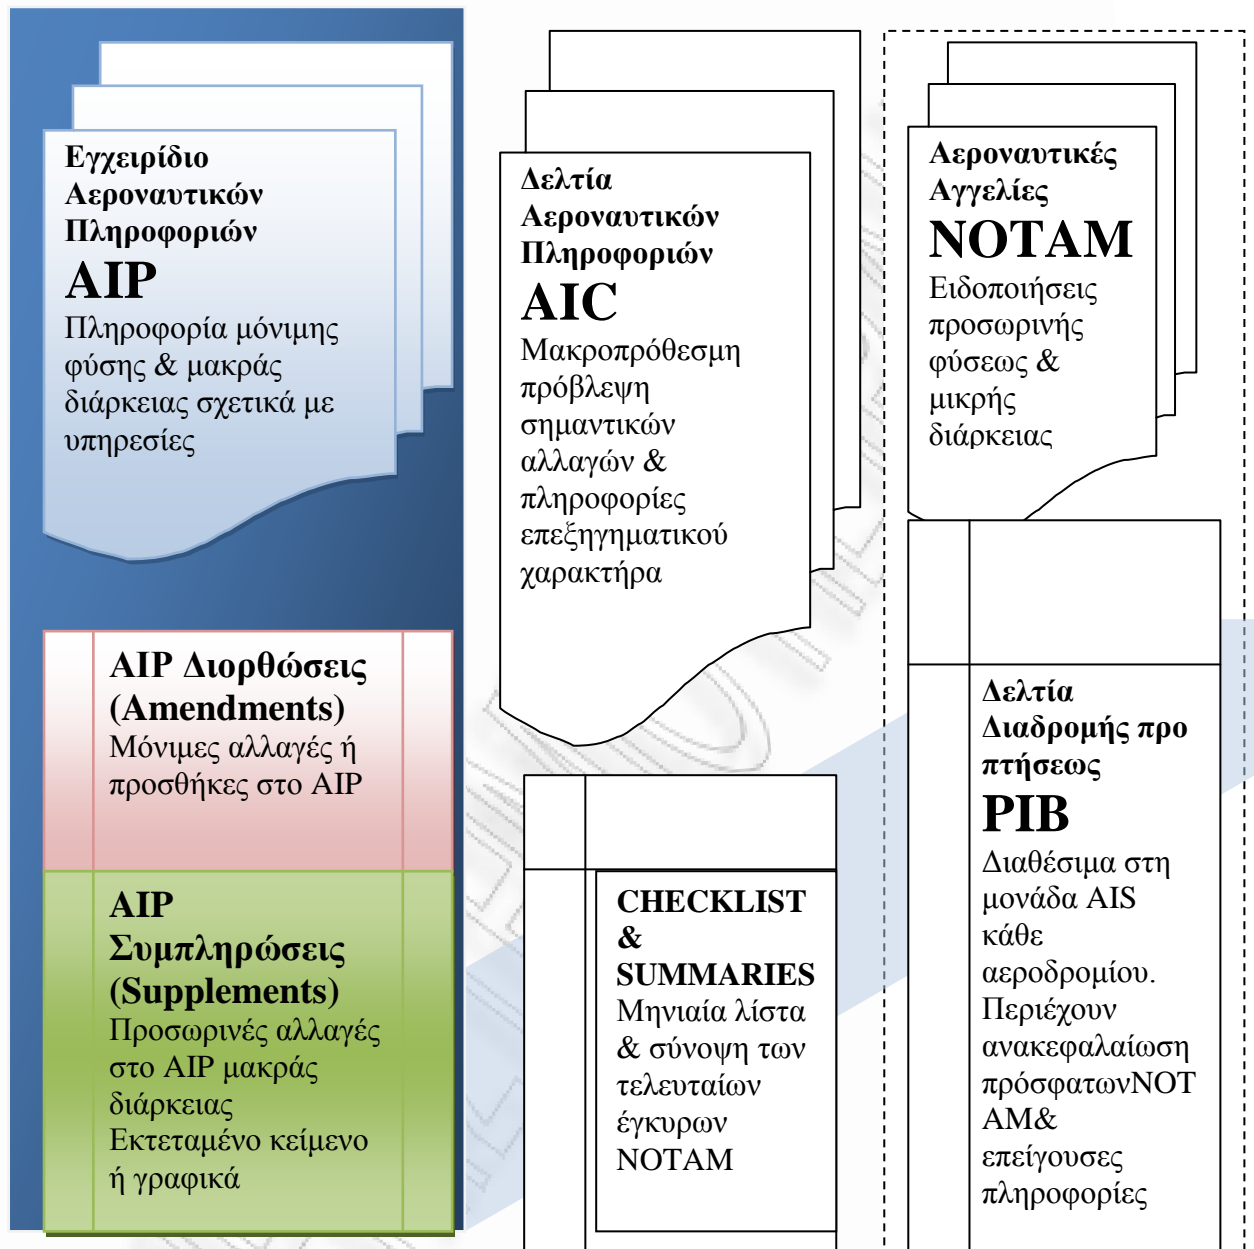 Εγχειρίδιο
Αεροναυτικών
Πληροφοριών
AIP
Πληροφορία μόνιμης
φύσης & μακράς
διάρκειας σχετικά με
υπηρεσίες
AIP Διορθώσεις
(Amendments)
Μόνιμες αλλαγές ή
προσθήκες στο AIP
AIP
Συμπληρώσεις
(Supplements)
Προσωρινές αλλαγές
στο AIP μακράς
διάρκειας
Εκτεταμένο κείμενο
ή γραφικά
Δελτία
Αεροναυτικών
Πληροφοριών
AIC
Μακροπρόθεσμη
πρόβλεψη
σημαντικών
αλλαγών &
πληροφορίες
επεξηγηματικού
χαρακτήρα
CHECKLIST
&
SUMMARIES
Μηνιαία λίστα
& σύνοψη των
τελευταίων
έγκυρων
NOTAM
Αεροναυτικές
Αγγελίες
NOTAM
Ειδοποιήσεις
προσωρινής
φύσεως &
μικρής
διάρκειας
Δελτία
Διαδρομής προ
πτήσεως
PIB
Διαθέσιμα στη
μονάδα AIS
κάθε
αεροδρομίου.
Περιέχουν
ανακεφαλαίωση
πρόσφατωνNOT
AM&
επείγουσες
πληροφορίες